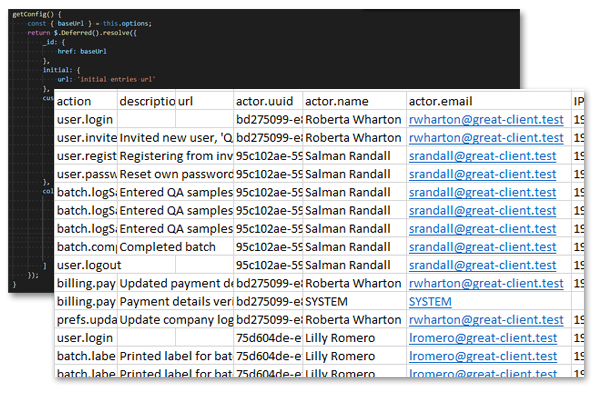 getConfig() {
const { baseUrl } = this.options;
return $.Deferred().resolve({
_id: {
href: baseUrl
},
initial: {
url: 'initial entries url'
},
cus
},
col
]
});
}
action descriptio url actor.uuid actor.name actor.email IP
user.login bd275099-e8 Roberta Wharton rwharton@great-client.test 19
user.invite Invited new user, 'Q bd275099-e8 Roberta Wharton rwharton@great-client.test 19
user.regist Registering from inv 95c102ae-59 Salman Randall srandall@great-client.test 19
user.passw Reset own password 95c102ae-59 Salman Randall srandall@great-client.test 19
batch.logSa Entered QA samples 95c102ae-59 Salman Randall srandall@great-client.test 19
batch.logSa Entered QA samples 95c102ae-59 Salman Randall srandall@great-client.test 19
batch.logSa Entered QA samples 95c102ae-59 Salman Randall srandall@great-client.test 19
batch.comp Completed batch 95c102ae-59 Salman Randall srandall@great-client.test 19
user.logout 95c102ae-59 Salman Randall srandall@great-client.test 19
billing.pay Updated payment de bd275099-e8 Roberta Wharton rwharton@great-client.test 19
billing.pay Payment details veri bd275099-e8 SYSTEM SYSTEM
prefs.upda Update company log bd275099-e8 Roberta Wharton rwharton@great-client.test 19
user.login 75d604de-e Lilly Romero lromero@great-client.test 19
batch.labe Printed label for bat 75d604de-e Lilly Romero lromero@great-client.test 19
batch.labe Printed label for bat 75d604de-e Lilly Romero lromero@great-client.test 19